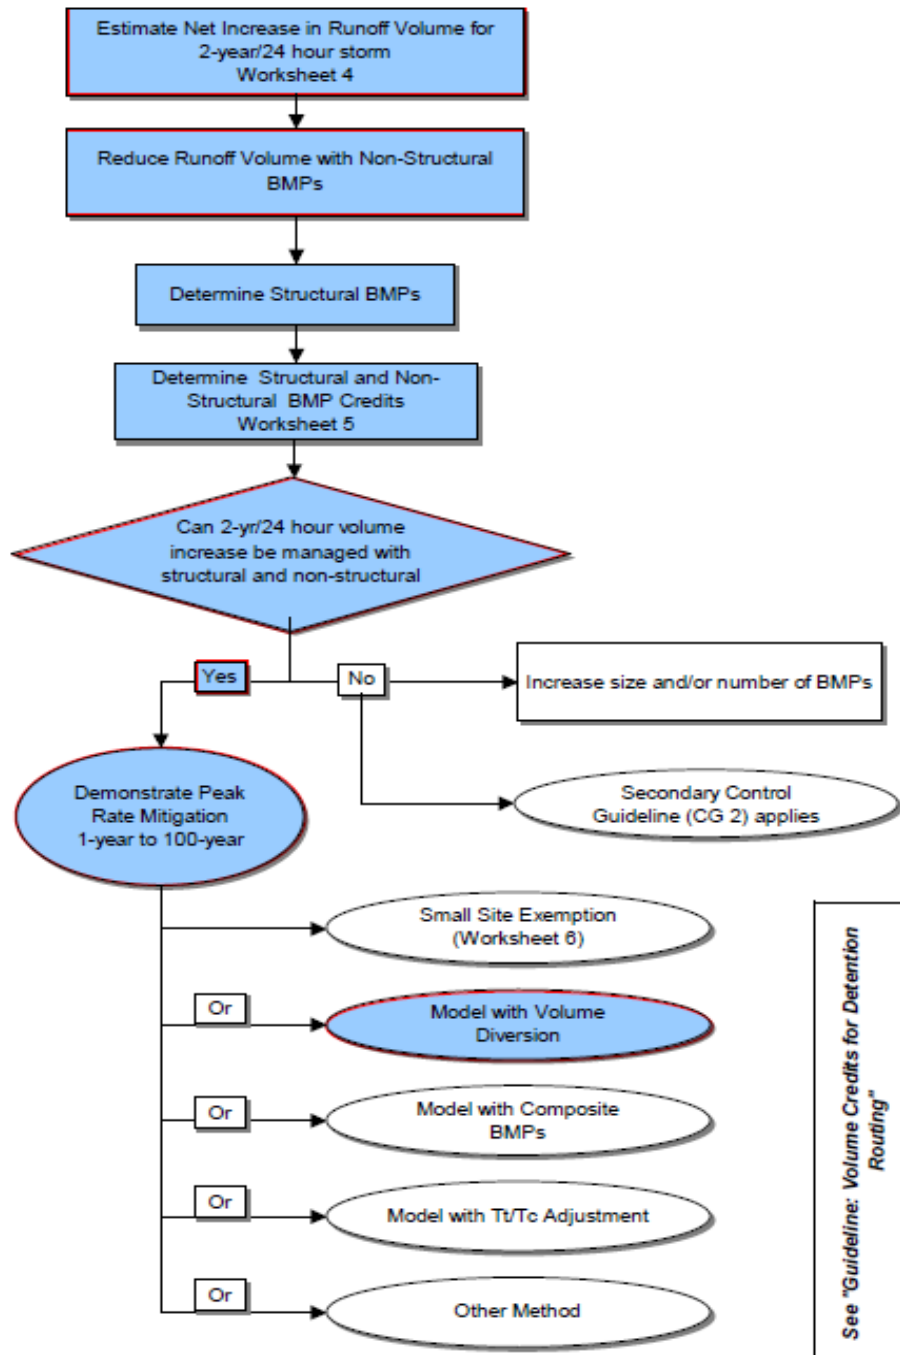 Estimate Net Increase in Runoff Volume for
2-year/24 hour storm
Worksheet 4
Reduce Runoff Volume with Non-Structural
BMPs
Determine Structural BMPs
Determine Structural and Non-
Structural BMP Credits
Worksheet 5
Can 2-yr/24 hour volume
increase be managed with
structural and non-structural
Yes
No
Increase size and/or number of BMPs
Demonstrate Peak
Rate Mitigation
1-year to 100-year
Secondary Control
Guideline (CG 2) applies
Small Site Exemption
(Worksheet 6)
Or
Model with Volume
Diversion
Or
Model with Composite
BMPs
Or
Model with Tt/Tc Adjustment
Or
Other Method
See "Guideline: Volume Credits for Detention
Routing"